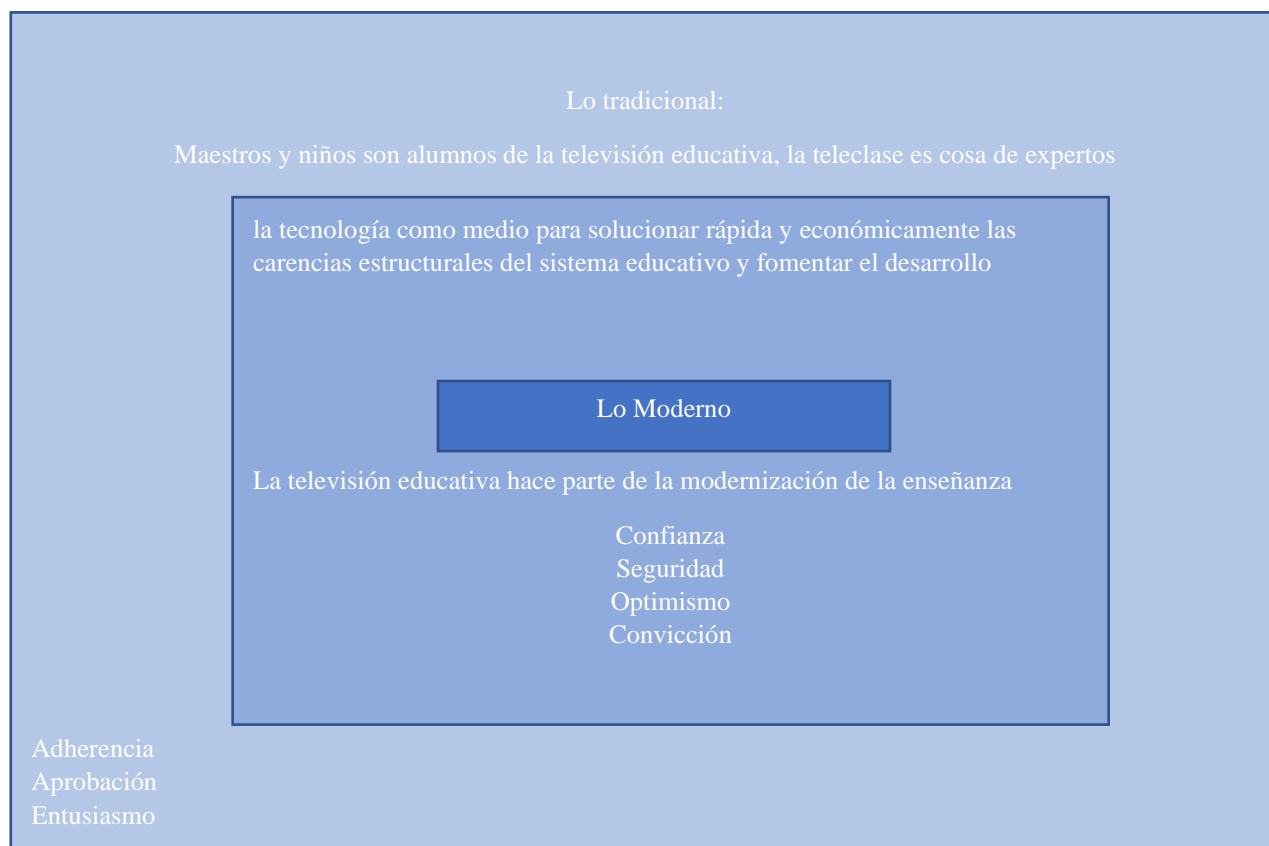 Lo tradicional:
Maestros y niños son alumnos de la televisión educativa, la teleclase es cosa de expertos
la tecnología como medio para solucionar rápida y económicamente las
carencias estructurales del sistema educativo y fomentar el desarrollo
Lo Moderno
La televisión educativa hace parte de la modernización de la enseñanza
Confianza
Seguridad
Optimismo
Convicción
Adherencia
Aprobación
Entusiasmo